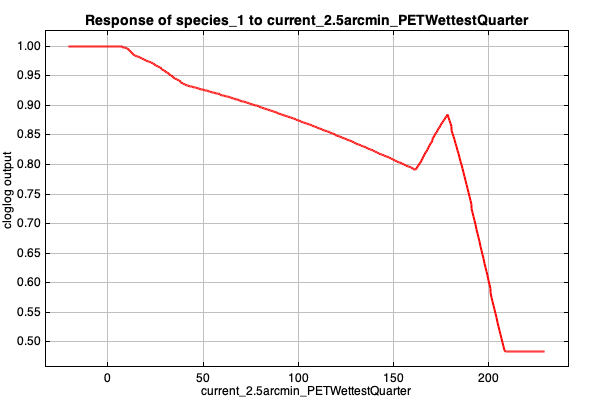 Response of species_1 to current_2.5arcmin_PETWettestQuarter
1.00
0.95
0.90
0.85
0.80
0.75
0.70
0.65
0.60
0.55
0.50
cloglog output
0 50 100 150 200
current_2.5arcmin_PETWettestQuarter